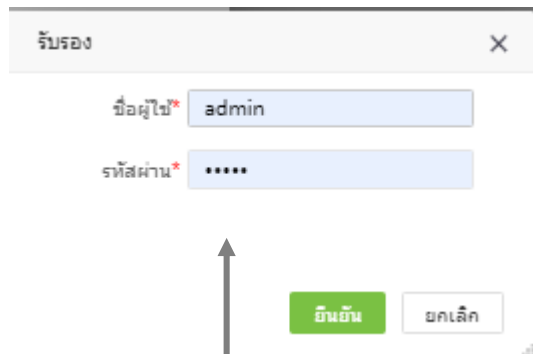 รับรอง
ชื่อผู้ใช้* admin
รหัสผ่าน* •••••
ยืนยัน ยกเลิก